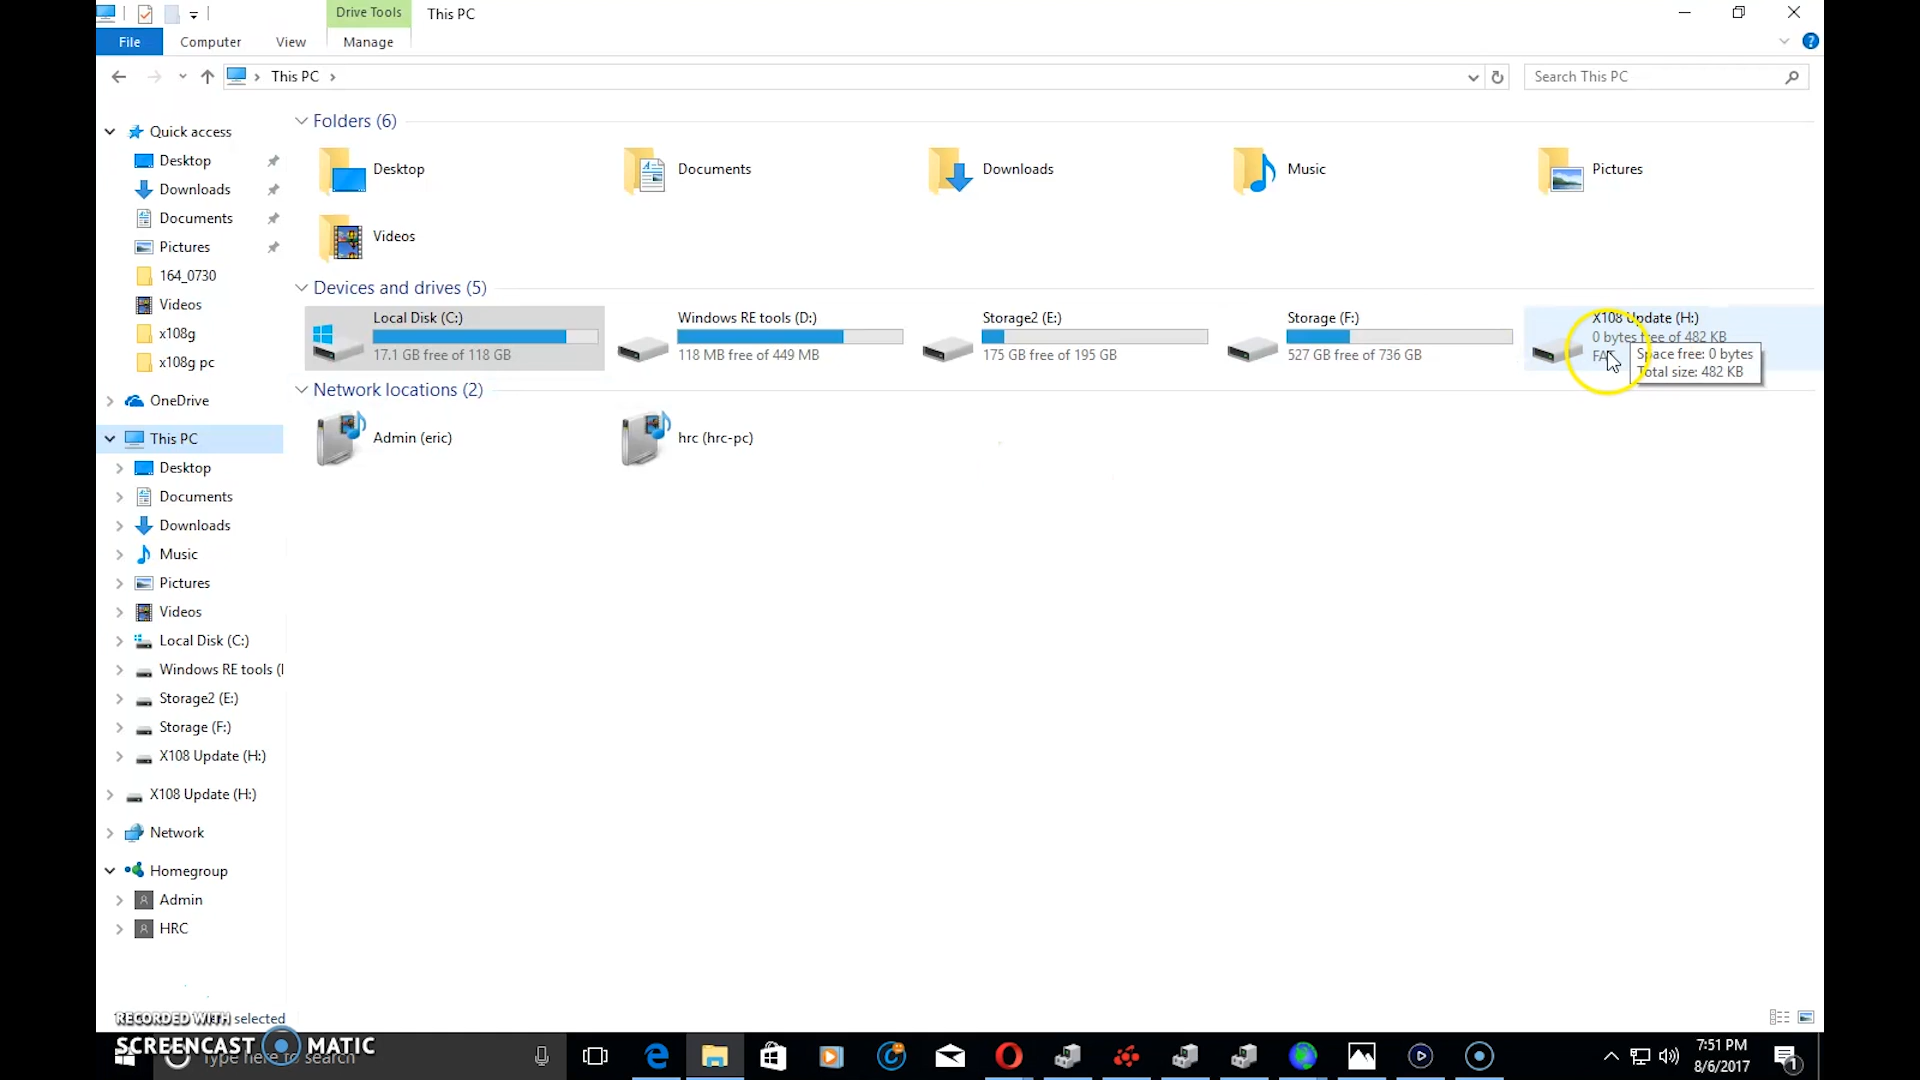 Drive Tools
This PC
File
Computer
View
Manage
This PC
Search This PC
Quick access
Desktop
Downloads
Documents
Pictures
164_0730
Videos
x108g
x108g pc
OneDrive
This PC
Desktop
Documents
Downloads
Music
Pictures
Videos
Local Disk (C:)
Windows RE tools (
Storage2 (E:)
Storage (F:)
X108 Update (H:)
X108 Update (H:)
Network
Homegroup
Admin
HRC
Folders (6)
Desktop
Documents
Downloads
Music
Pictures
Videos
Devices and drives (5)
Local Disk (C:)
17.1 GB free of 118 GB
Windows RE tools (D:)
118 MB free of 449 MB
Storage2 (E:)
175 GB free of 195 GB
Storage (F:)
527 GB free of 736 GB
X108 Update (H:)
0 bytes free of 482 KB
Space free: 0 bytes
Total size: 482 KB
Network locations (2)
Admin (eric)
hrc (hrc-pc)
selected
RECORDED WITH
SCREENCAST MATIC
Type here to search
7:51 PM
8/6/2017
1